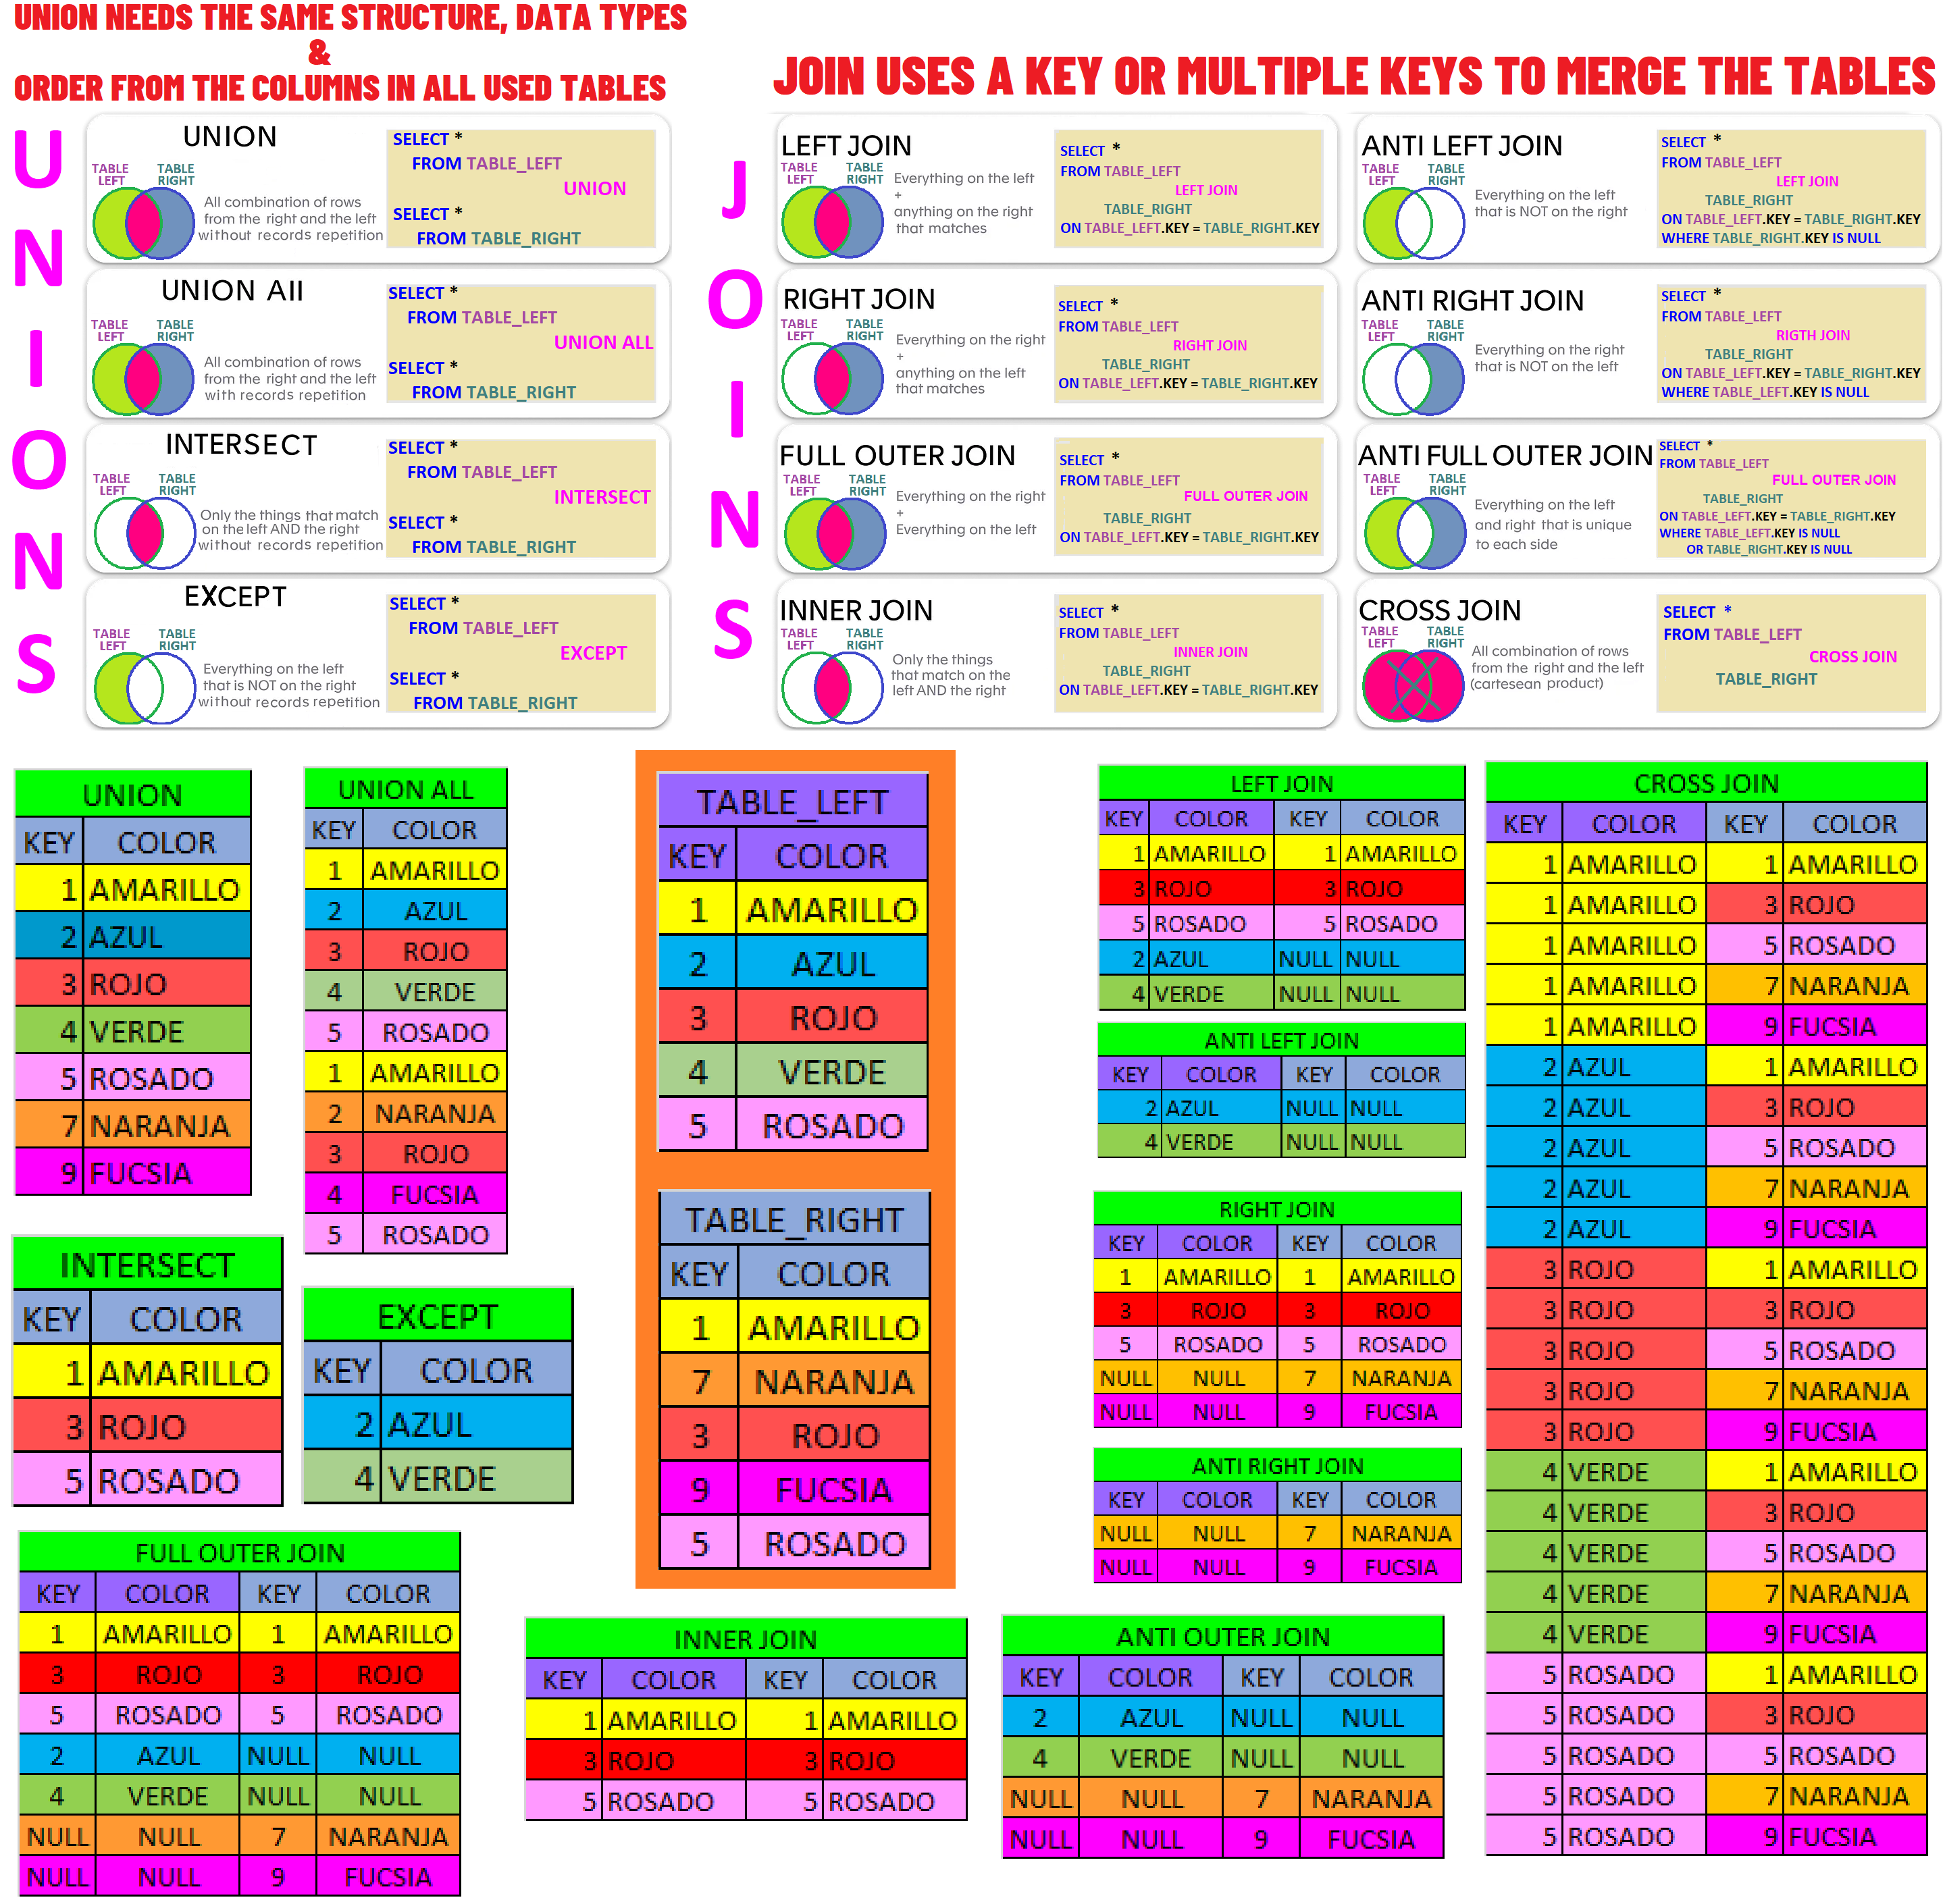 UNION NEEDS THE SAME STRUCTURE, DATA TYPES
&
ORDER FROM THE COLUMNS IN ALL USED TABLES
JOIN USES A KEY OR MULTIPLE KEYS TO MERGE THE TABLES
UNIONS
UNION
TABLE LEFT
TABLE RIGHT
All combination of rows
from the right and the left
without records repetition
SELECT *
FROM TABLE_LEFT
UNION
SELECT *
FROM TABLE_RIGHT
UNION All
TABLE LEFT
TABLE RIGHT
All combination of rows
from the right and the left
with records repetition
SELECT *
FROM TABLE_LEFT
UNION ALL
SELECT *
FROM TABLE_RIGHT
INTERSECT
TABLE LEFT
TABLE RIGHT
Only the things that match
on the left AND the right
without records repetition
SELECT *
FROM TABLE_LEFT
INTERSECT
SELECT *
FROM TABLE_RIGHT
EXCEPT
TABLE LEFT
TABLE RIGHT
Everything on the left
that is NOT on the right
without records repetition
SELECT *
FROM TABLE_LEFT
EXCEPT
SELECT *
FROM TABLE_RIGHT
JOINS
LEFT JOIN
TABLE LEFT
TABLE RIGHT
Everything on the left
+
anything on the right
that matches
SELECT *
FROM TABLE_LEFT
LEFT JOIN
TABLE_RIGHT
ON TABLE_LEFT.KEY = TABLE_RIGHT.KEY
RIGHT JOIN
TABLE LEFT
TABLE RIGHT
Everything on the right
+
anything on the left
that matches
SELECT *
FROM TABLE_LEFT
RIGHT JOIN
TABLE_RIGHT
ON TABLE_LEFT.KEY = TABLE_RIGHT.KEY
FULL OUTER JOIN
TABLE LEFT
TABLE RIGHT
Everything on the right
+
Everything on the left
SELECT *
FROM TABLE_LEFT
FULL OUTER JOIN
TABLE_RIGHT
ON TABLE_LEFT.KEY = TABLE_RIGHT.KEY
INNER JOIN
TABLE LEFT
TABLE RIGHT
Only the things
that match on the
left AND the right
SELECT *
FROM TABLE_LEFT
INNER JOIN
TABLE_RIGHT
ON TABLE_LEFT.KEY = TABLE_RIGHT.KEY
ANTI LEFT JOIN
TABLE LEFT
TABLE RIGHT
Everything on the left
that is NOT on the right
SELECT *
FROM TABLE_LEFT
LEFT JOIN
TABLE_RIGHT
ON TABLE_LEFT.KEY = TABLE_RIGHT.KEY
WHERE TABLE_RIGHT.KEY IS NULL
ANTI RIGHT JOIN
TABLE LEFT
TABLE RIGHT
Everything on the right
that is NOT on the left
SELECT *
FROM TABLE_LEFT
RIGTH JOIN
TABLE_RIGHT
ON TABLE_LEFT.KEY = TABLE_RIGHT.KEY
WHERE TABLE_LEFT.KEY IS NULL
ANTI FULL OUTER JOIN
TABLE LEFT
TABLE RIGHT
Everything on the left
and right that is unique
to each side
SELECT *
FROM TABLE_LEFT
FULL OUTER JOIN
TABLE_RIGHT
ON TABLE_LEFT.KEY = TABLE_RIGHT.KEY
WHERE TABLE_LEFT.KEY IS NULL
OR TABLE_RIGHT.KEY IS NULL
CROSS JOIN
TABLE LEFT
TABLE RIGHT
All combination of rows
from the right and the left
(cartesean product)
SELECT *
FROM TABLE_LEFT
CROSS JOIN
TABLE_RIGHT
UNION
KEY COLOR
1 AMARILLO
2 AZUL
3 ROJO
4 VERDE
5 ROSADO
7 NARANJA
9 FUCSIA
UNION ALL
KEY COLOR
1 AMARILLO
2 AZUL
3 ROJO
4 VERDE
5 ROSADO
1 AMARILLO
2 NARANJA
3 ROJO
4 FUCSIA
5 ROSADO
INTERSECT
KEY COLOR
1 AMARILLO
3 ROJO
5 ROSADO
EXCEPT
KEY COLOR
2 AZUL
4 VERDE
TABLE_LEFT
KEY COLOR
1 AMARILLO
2 AZUL
3 ROJO
4 VERDE
5 ROSADO
TABLE_RIGHT
KEY COLOR
1 AMARILLO
7 NARANJA
3 ROJO
9 FUCSIA
5 ROSADO
LEFT JOIN
KEY COLOR KEY COLOR
1 AMARILLO 1 AMARILLO
3 ROJO 3 ROJO
5 ROSADO 5 ROSADO
2 AZUL NULL NULL
4 VERDE NULL NULL
ANTI LEFT JOIN
KEY COLOR KEY COLOR
2 AZUL NULL NULL
4 VERDE NULL NULL
RIGHT JOIN
KEY COLOR KEY COLOR
1 AMARILLO 1 AMARILLO
3 ROJO 3 ROJO
5 ROSADO 5 ROSADO
NULL NULL 7 NARANJA
NULL NULL 9 FUCSIA
ANTI RIGHT JOIN
KEY COLOR KEY COLOR
NULL NULL 7 NARANJA
NULL NULL 9 FUCSIA
CROSS JOIN
KEY COLOR KEY COLOR
1 AMARILLO 1 AMARILLO
1 AMARILLO 3 ROJO
1 AMARILLO 5 ROSADO
1 AMARILLO 7 NARANJA
1 AMARILLO 9 FUCSIA
2 AZUL 1 AMARILLO
2 AZUL 3 ROJO
2 AZUL 5 ROSADO
2 AZUL 7 NARANJA
2 AZUL 9 FUCSIA
3 ROJO 1 AMARILLO
3 ROJO 3 ROJO
3 ROJO 5 ROSADO
3 ROJO 7 NARANJA
3 ROJO 9 FUCSIA
4 VERDE 1 AMARILLO
4 VERDE 3 ROJO
4 VERDE 5 ROSADO
4 VERDE 7 NARANJA
4 VERDE 9 FUCSIA
5 ROSADO 1 AMARILLO
5 ROSADO 3 ROJO
5 ROSADO 5 ROSADO
5 ROSADO 7 NARANJA
5 ROSADO 9 FUCSIA
FULL OUTER JOIN
KEY COLOR KEY COLOR
1 AMARILLO 1 AMARILLO
3 ROJO 3 ROJO
5 ROSADO 5 ROSADO
2 AZUL NULL NULL
4 VERDE NULL NULL
NULL NULL 7 NARANJA
NULL NULL 9 FUCSIA
INNER JOIN
KEY COLOR KEY COLOR
1 AMARILLO 1 AMARILLO
3 ROJO 3 ROJO
5 ROSADO 5 ROSADO
ANTI OUTER JOIN
KEY COLOR KEY COLOR
2 AZUL NULL NULL
4 VERDE NULL NULL
NULL NULL 7 NARANJA
NULL NULL 9 FUCSIA